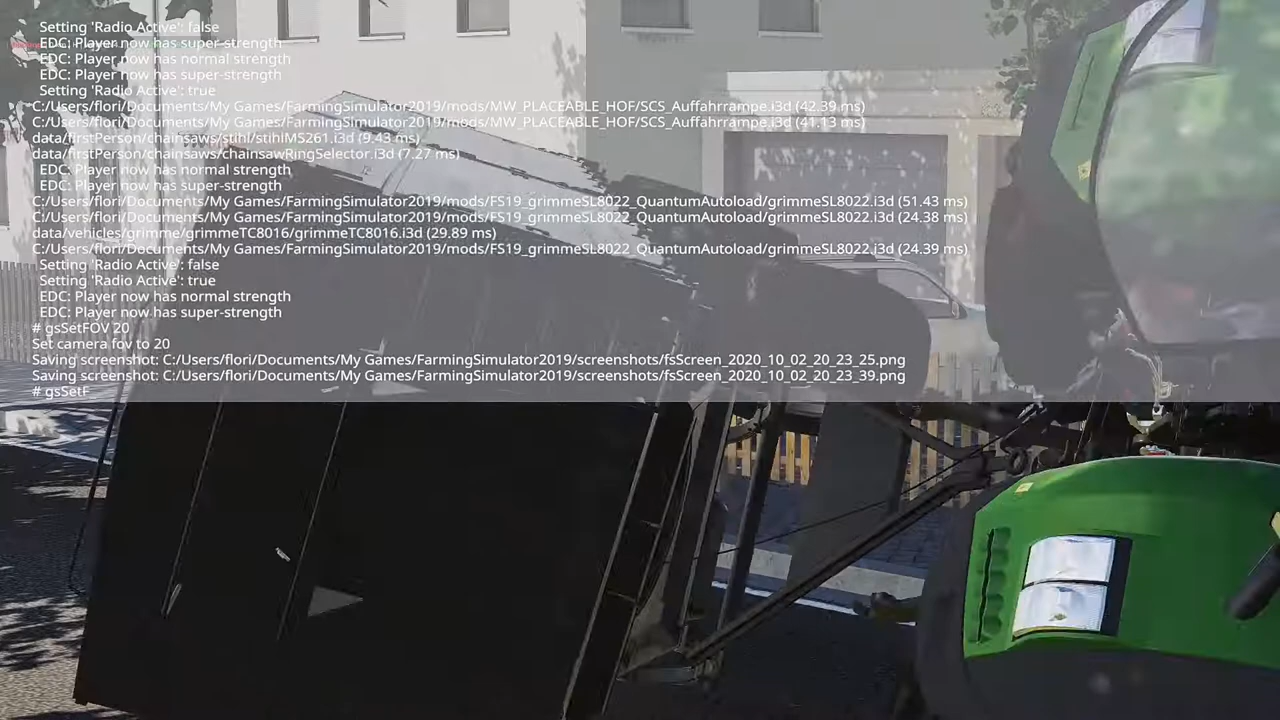 Setting 'Radio Active': false
EDC: Player now has super-strength
EDC: Player now has normal strength
EDC: Player now has super-strength
Setting 'Radio Active': true
C:/Users/flori/Documents/My Games/FarmingSimulator2019/mods/MW_PLACEABLE_HOF/SCS_Auffahrrampe.i3d (42.39 ms)
C:/Users/flori/Documents/My Games/FarmingSimulator2019/mods/MW_PLACEABLE_HOF/SCS_Auffahrrampe.i3d (41.13 ms)
data/firstPerson/chainsaws/stihl/stihlMS261.i3d (9.43 ms)
data/firstPerson/chainsaws/chainsawRingSelector.i3d (7.27 ms)
EDC: Player now has normal strength
EDC: Player now has super-strength
C:/Users/flori/Documents/My Games/FarmingSimulator2019/mods/FS19_grimmeSL8022_QuantumAutoload/grimmeSL8022.i3d (51.43 ms)
C:/Users/flori/Documents/My Games/FarmingSimulator2019/mods/FS19_grimmeSL8022_QuantumAutoload/grimmeSL8022.i3d (24.38 ms)
data/vehicles/grimme/grimmeTC8016/grimmeTC8016.i3d (29.89 ms)
C:/Users/flori/Documents/My Games/FarmingSimulator2019/mods/FS19_grimmeSL8022_QuantumAutoload/grimmeSL8022.i3d (24.39 ms)
Setting 'Radio Active': false
Setting 'Radio Active': true
EDC: Player now has normal strength
EDC: Player now has super-strength
# gsSetFOV 20
Set camera fov to 20
Saving screenshot: C:/Users/flori/Documents/My Games/FarmingSimulator2019/screenshots/fsScreen_2020_10_02_20_23_25.png
Saving screenshot: C:/Users/flori/Documents/My Games/FarmingSimulator2019/screenshots/fsScreen_2020_10_02_20_23_39.png
# gsSetF